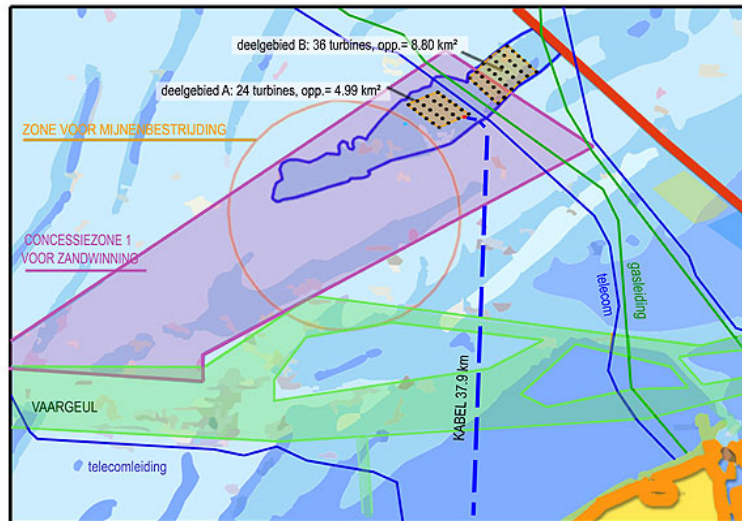 deelgebied B: 36 turbines, opp.= 8.80 km²
deelgebied A: 24 turbines, opp.= 4.99 km²
ZONE VOOR MIJNENBESTRIJDING
CONCESSIEZONE 1
VOOR ZANDWINNING
gasleiding
telecom
KABEL 37.9 km
VAARGEUL
telecomleiding